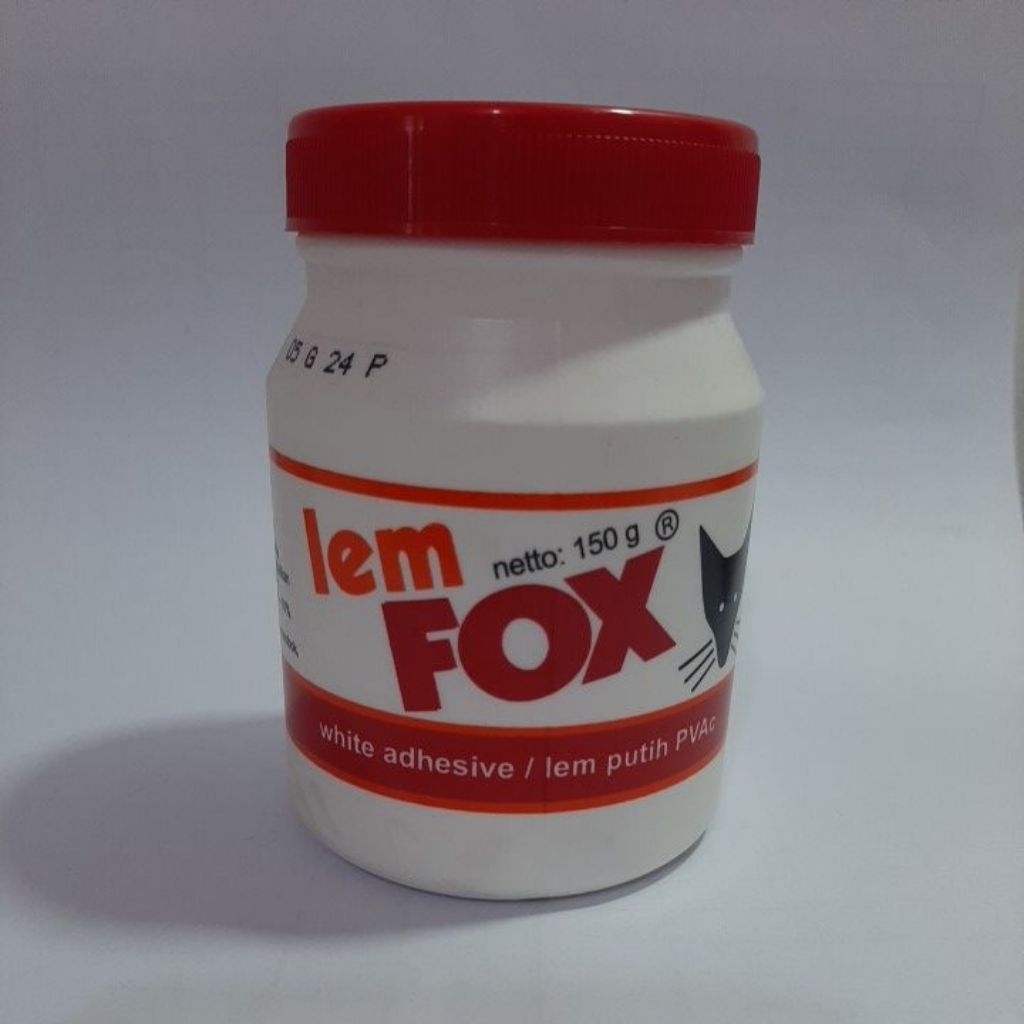 05 G 24 P
lem
netto: 150 g ®
FOX
white adhesive / lem putih PVAc